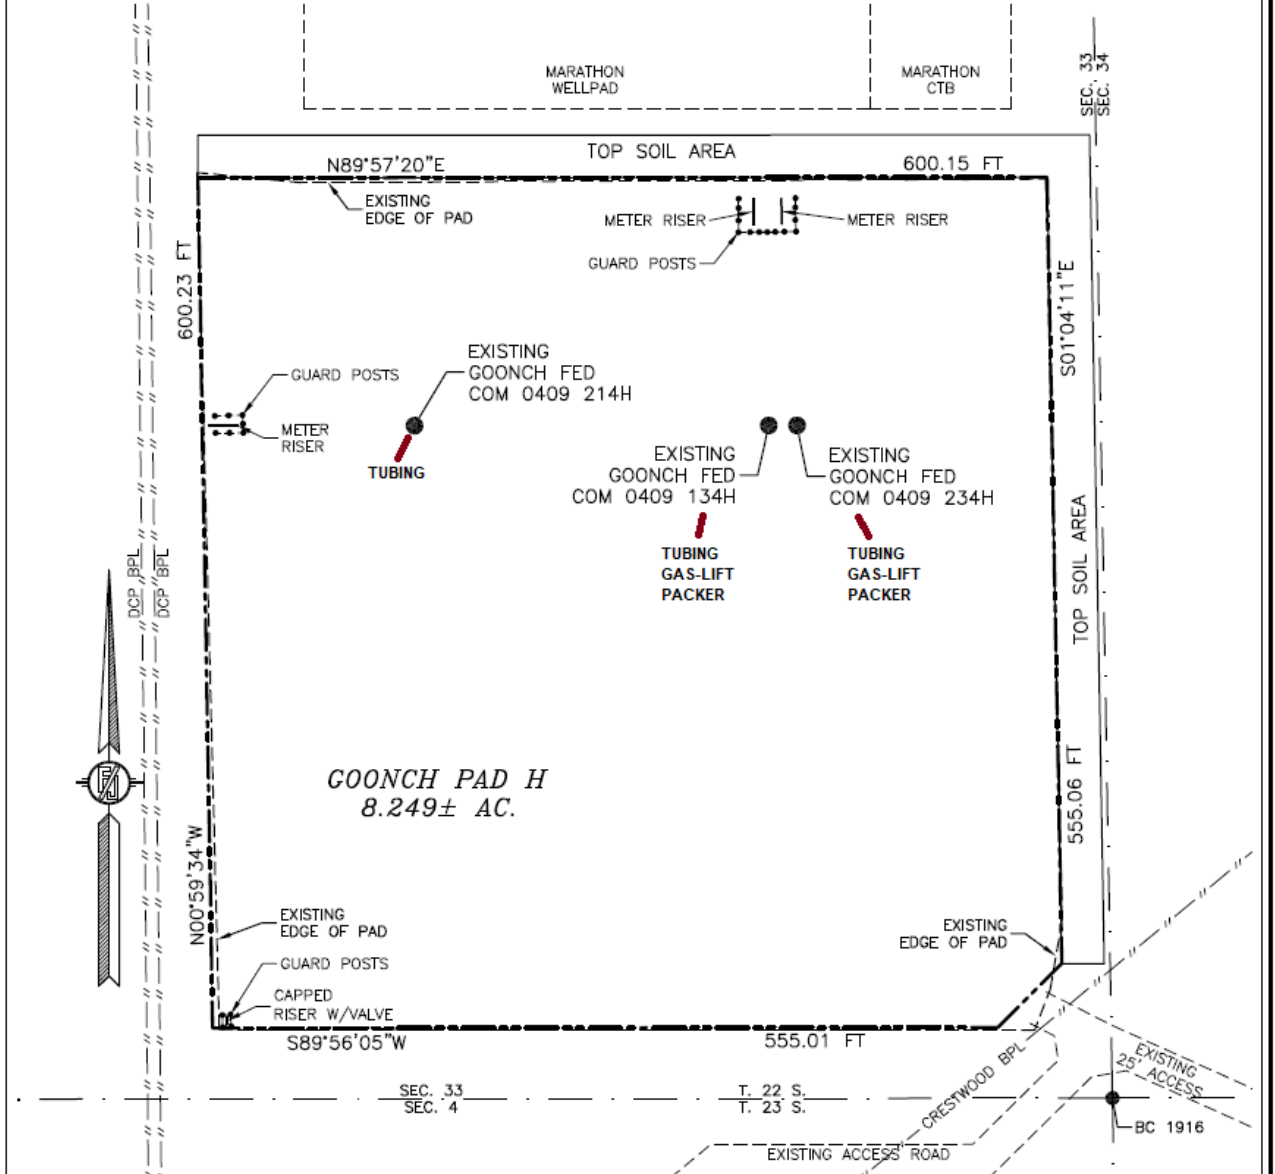 MARATHON
WELLPAD
MARATHON
CTB
SEC. 33
SEC. 34
TOP SOIL AREA
N89°57'20"E
600.15 FT
EXISTING
EDGE OF PAD
METER RISER
METER RISER
GUARD POSTS
600.23 FT
S01°04'11"E
EXISTING
GOONCH FED
COM 0409 214H
GUARD POSTS
METER
RISER
TUBING
EXISTING
GOONCH FED
COM 0409 134H
EXISTING
GOONCH FED
COM 0409 234H
TUBING
GAS-LIFT
PACKER
TUBING
GAS-LIFT
PACKER
TOP SOIL AREA
DCP BPL
DCP BPL
GOONCH PAD H
8.249± AC.
555.06 FT
N00°59'34"W
EXISTING
EDGE OF PAD
EXISTING
EDGE OF PAD
GUARD POSTS
CAPPED
RISER W/VALVE
S89°56'05"W
555.01 FT
CRESTWOOD BPL
EXISTING
25' ACCESS
SEC. 33
SEC. 4
T. 22 S.
T. 23 S.
BC 1916
EXISTING ACCESS ROAD